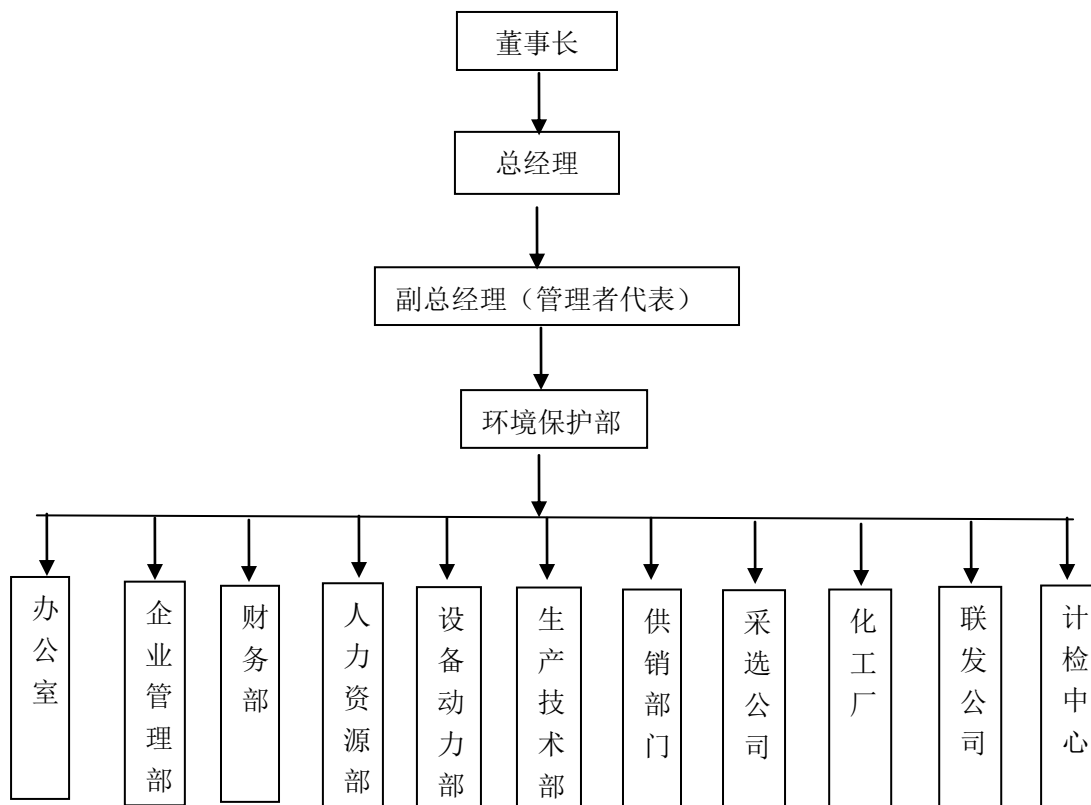 董事长
总经理
副总经理（管理者代表）
环境保护部
办公室
企业管理部
财务部
人力资源部
设备动力部
生产技术部
供销部门
采选公司
化工厂
联发公司
计检中心